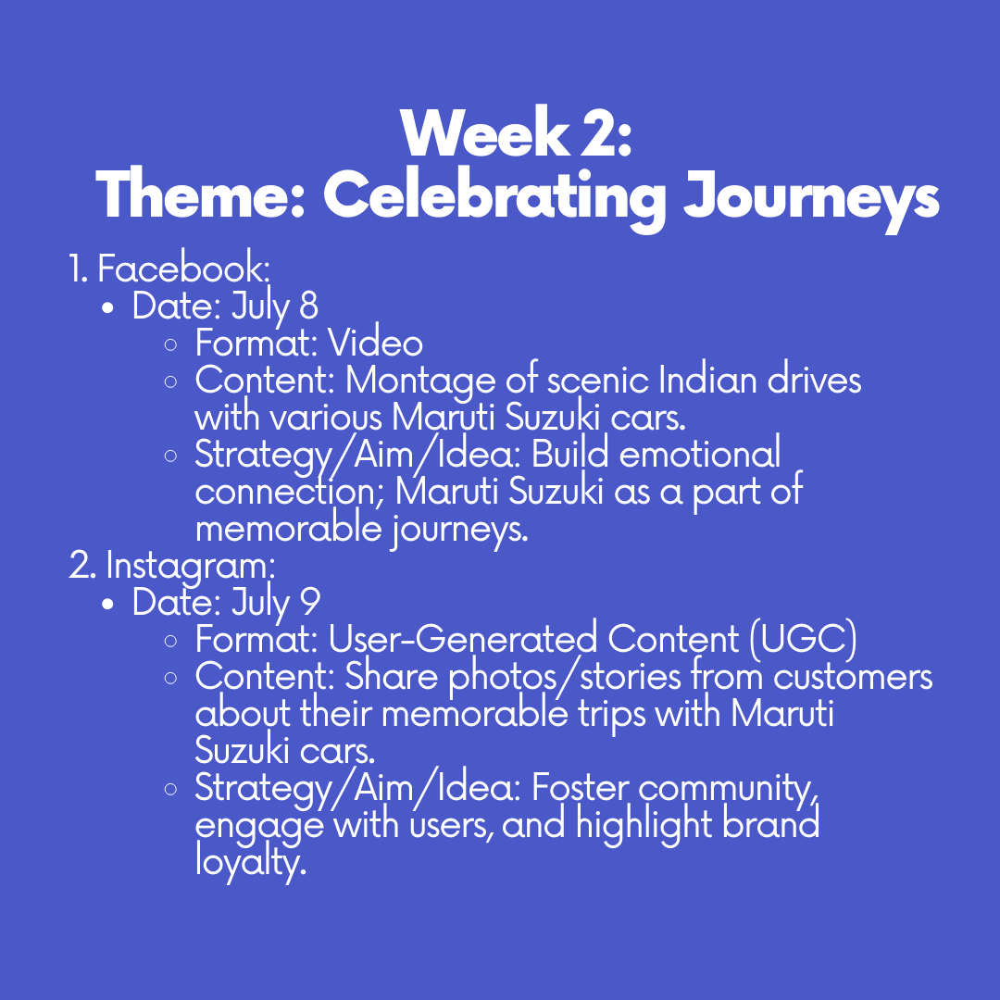 Week 2:
Theme: Celebrating Journeys
1. Facebook:
• Date: July 8
◦ Format: Video
◦ Content: Montage of scenic Indian drives
with various Maruti Suzuki cars.
◦ Strategy/Aim/Idea: Build emotional
connection; Maruti Suzuki as a part of
memorable journeys.
2. Instagram:
• Date: July 9
◦ Format: User-Generated Content (UGC)
◦ Content: Share photos/stories from customers
about their memorable trips with Maruti
Suzuki cars.
◦ Strategy/Aim/Idea: Foster community,
engage with users, and highlight brand
loyalty.